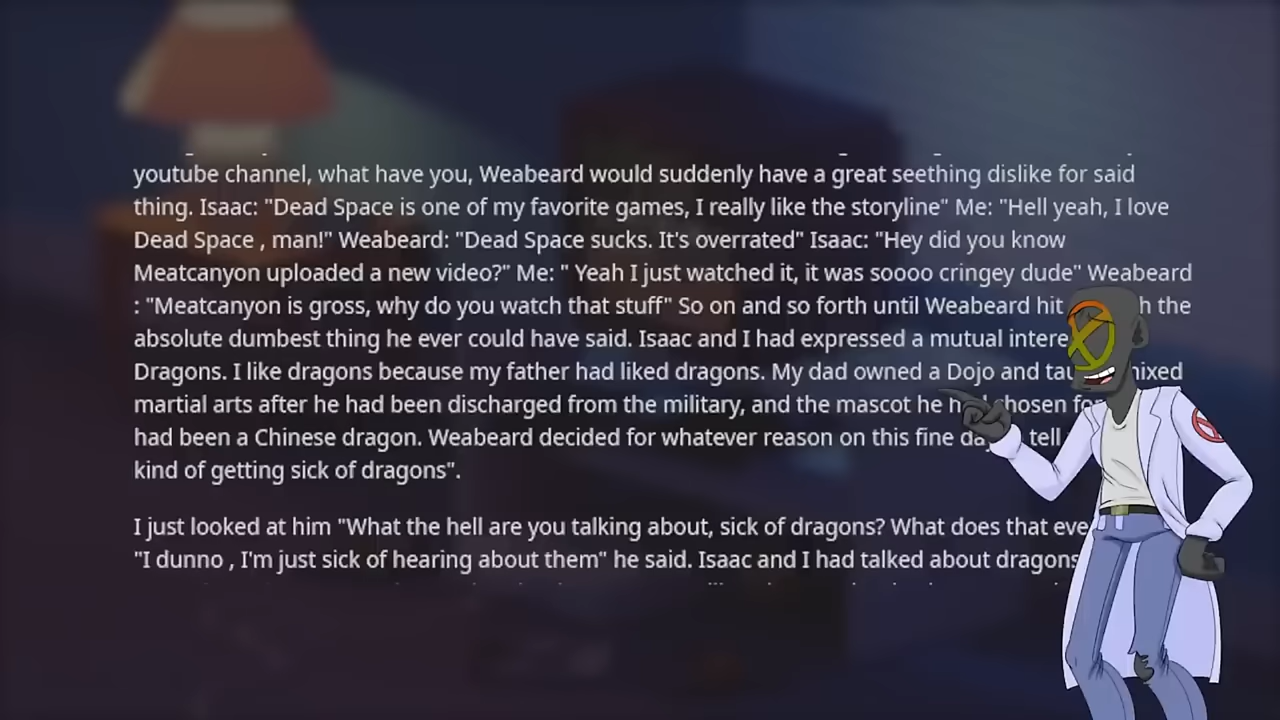 youtube channel, what have you, Weabeard would suddenly have a great seething dislike for said
thing. Isaac: "Dead Space is one of my favorite games, I really like the storyline" Me: "Hell yeah, I love
Dead Space , man!" Weabeard: "Dead Space sucks. It's overrated" Isaac: "Hey did you know
Meatcanyon uploaded a new video?" Me: " Yeah I just watched it, it was soooo cringey dude" Weabeard
: "Meatcanyon is gross, why do you watch that stuff" So on and so forth until Weabeard hit the
absolute dumbest thing he ever could have said. Isaac and I had expressed a mutual
Dragons. I like dragons because my father had liked dragons. My dad owned a Dojo and
martial arts after he had been discharged from the military, and the mascot he had chosen
had been a Chinese dragon. Weabeard decided for whatever reason on this fine tell
kind of getting sick of dragons".
I just looked at him "What the hell are you talking about, sick of dragons? What does that
"I dunno , I'm just sick of hearing about them" he said. Isaac and I had talked about dragons